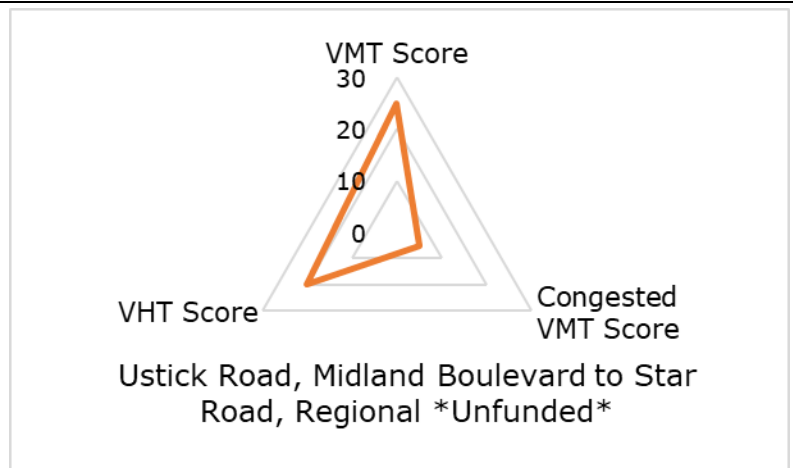 VMT Score
30
20
10
0
VHT Score
Congested
VMT Score
Ustick Road, Midland Boulevard to Star
Road, Regional *Unfunded*